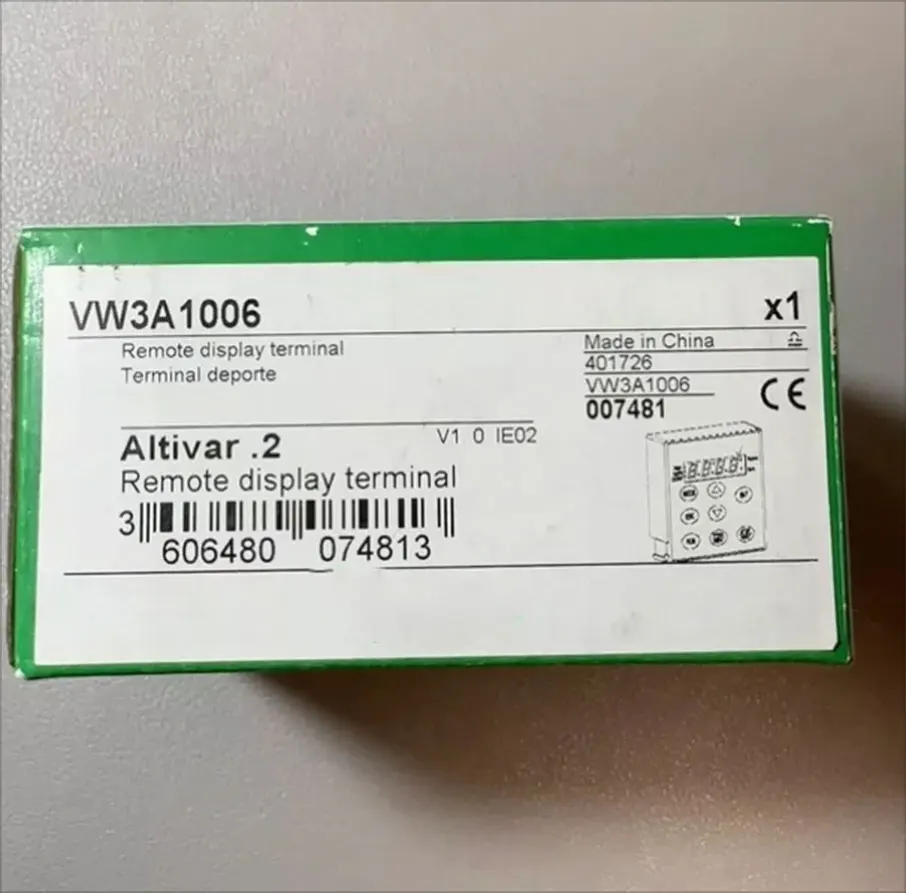 VW3A1006
x1
Remote display terminal
Terminal deporte
Made in China
401726
VW3A1006
007481
CE
Altivar .2
V1 0 IE02
Remote display terminal
3 606480 074813